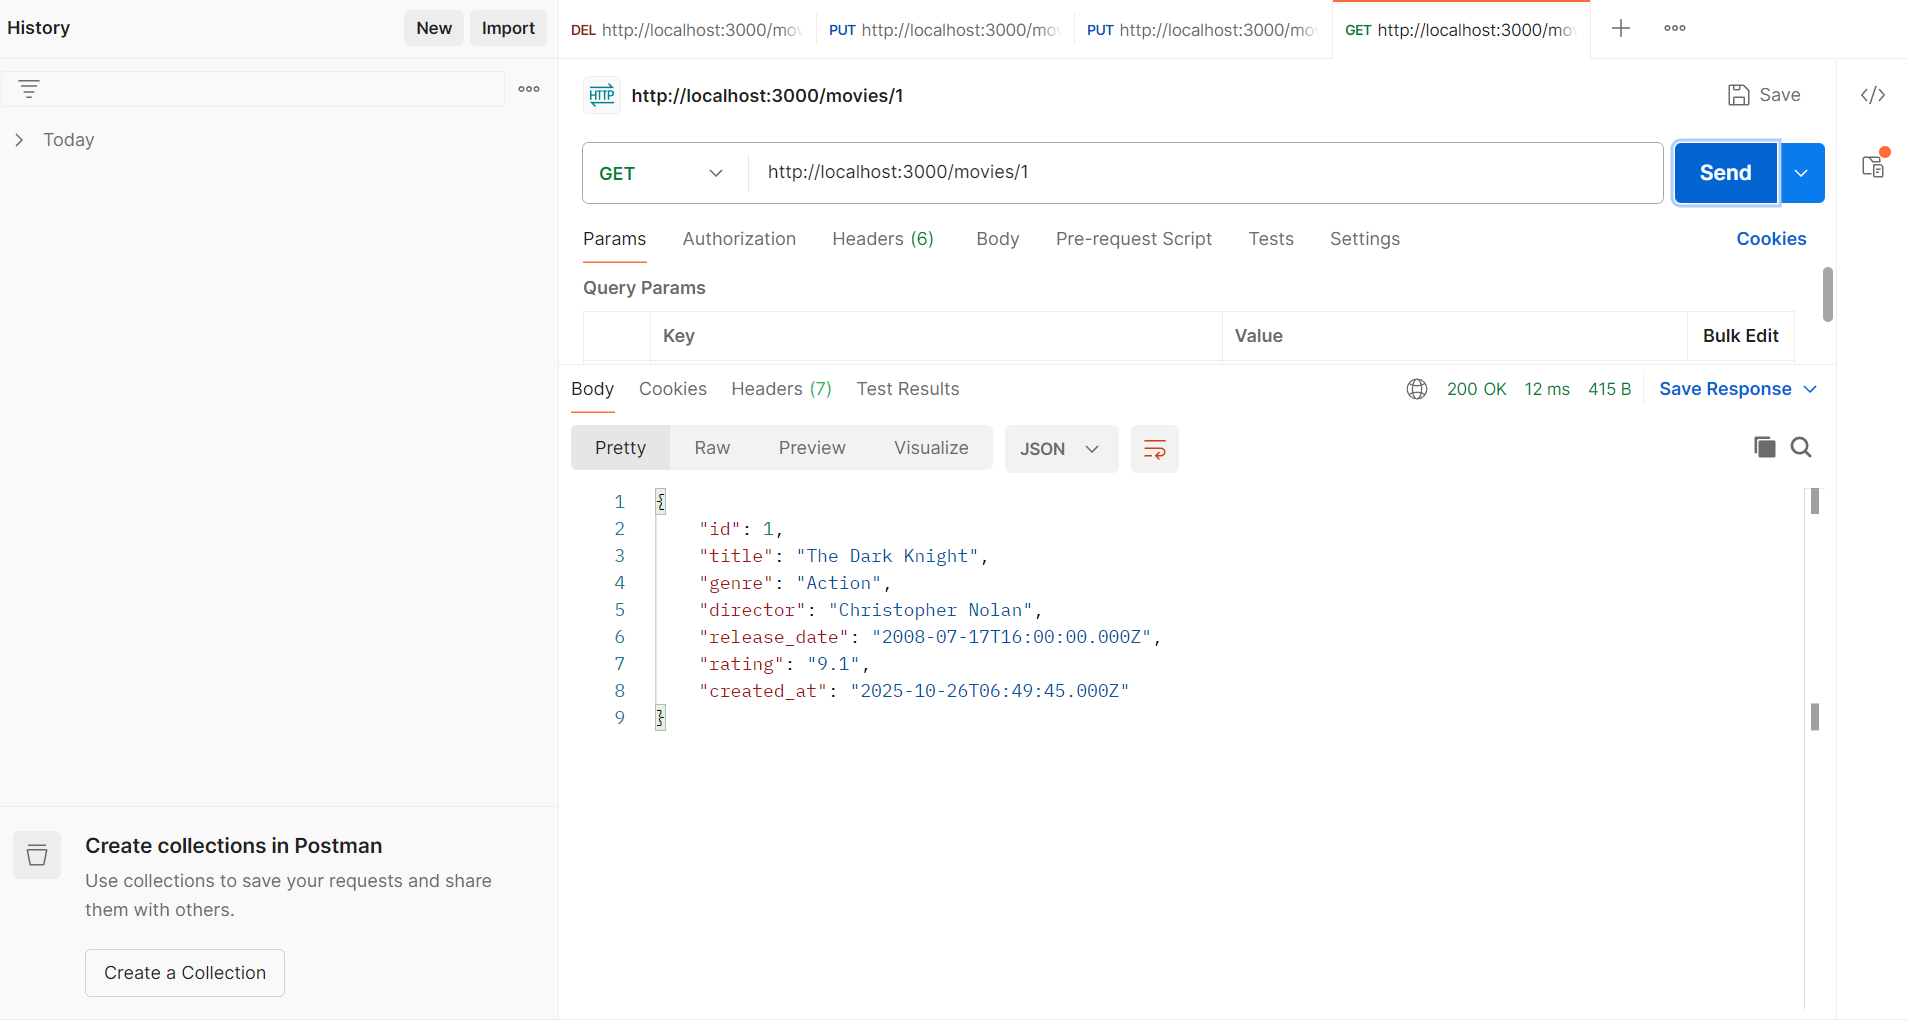 History
New
Import
DEL http://localhost:3000/mov
PUT http://localhost:3000/mo
PUT http://localhost:3000/mo
GET http://localhost:3000/mo
HTTP
http://localhost:3000/movies/1
Save
Today
GET
http://localhost:3000/movies/1
Send
Params
Authorization
Headers (6)
Body
Pre-request Script
Tests
Settings
Cookies
Query Params
Key
Value
Bulk Edit
Body
Cookies
Headers (7)
Test Results
200 OK
12 ms
415 B
Save Response
Pretty
Raw
Preview
Visualize
JSON
1 {
2 "id": 1,
3 "title": "The Dark Knight",
4 "genre": "Action",
5 "director": "Christopher Nolan",
6 "release_date": "2008-07-17T16:00:00.000Z",
7 "rating": "9.1",
8 "created_at": "2025-10-26T06:49:45.000Z"
9 }
Create collections in Postman
Use collections to save your requests and share
them with others.
Create a Collection